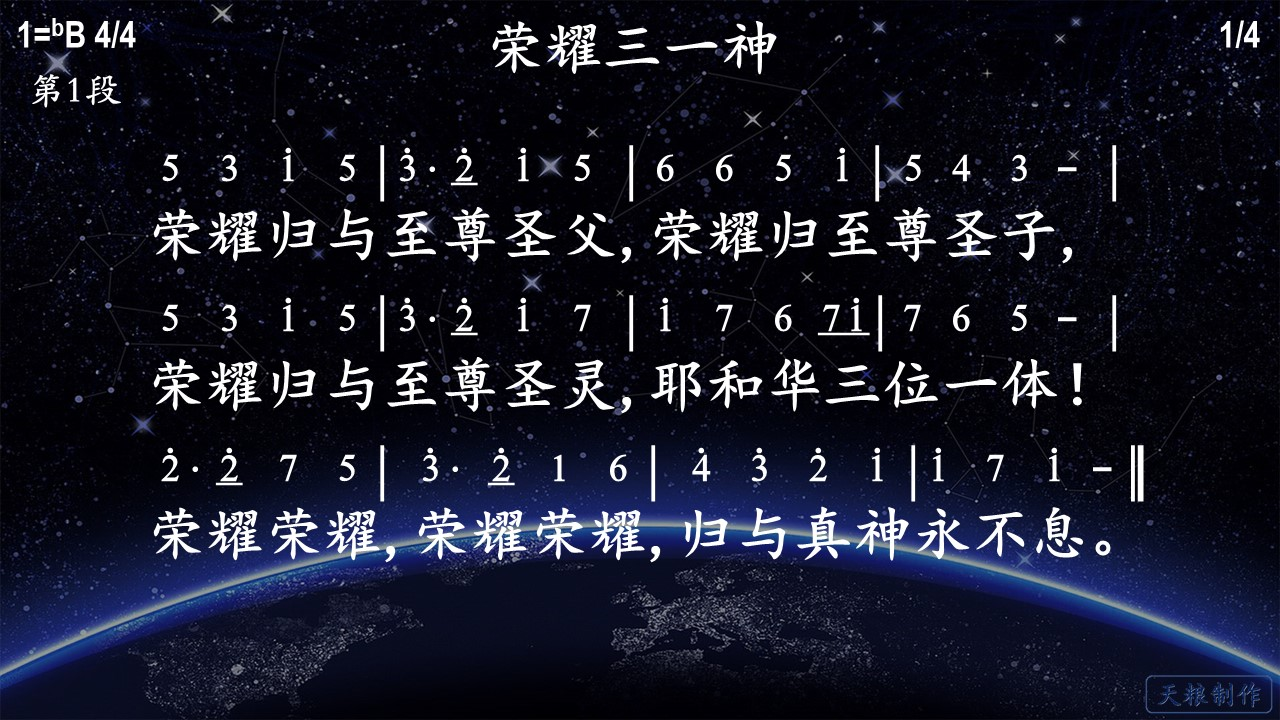 1=ᵇB 4/4
荣耀三一神
1/4
第1段
5 3 i̇ 5 | 3̇· 2̇ i̇ 5 | 6 6 5 i̇ | 5 4 3 - |
荣耀归与至尊圣父,荣耀归至尊圣子,
5 3 i̇ 5 | 3̇· 2̇ i̇ 7 | i̇ 7 6 7i̇ | 7 6 5 - |
荣耀归与至尊圣灵,耶和华三位一体!
2̇· 2̇ 7 5 | 3̇· 2̇ 1 6 | 4̇ 3̇ 2̇ i̇ | i̇ 7 i̇ - ‖
荣耀荣耀,荣耀荣耀,归与真神永不息。
天粮制作